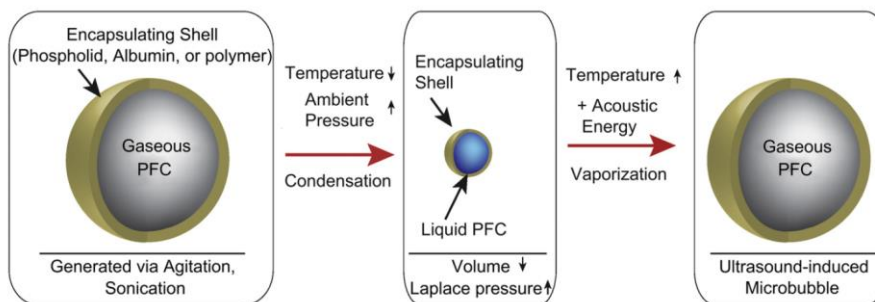 Encapsulating Shell
(Phospholid, Albumin, or polymer)
Gaseous
PFC
Generated via Agitation,
Sonication
Temperature ↓
Ambient ↑
Pressure
Condensation
Encapsulating
Shell
Liquid PFC
Volume ↓
Laplace pressure ↑
Temperature ↑
+ Acoustic
Energy
Vaporization
Gaseous
PFC
Ultrasound-induced
Microbubble